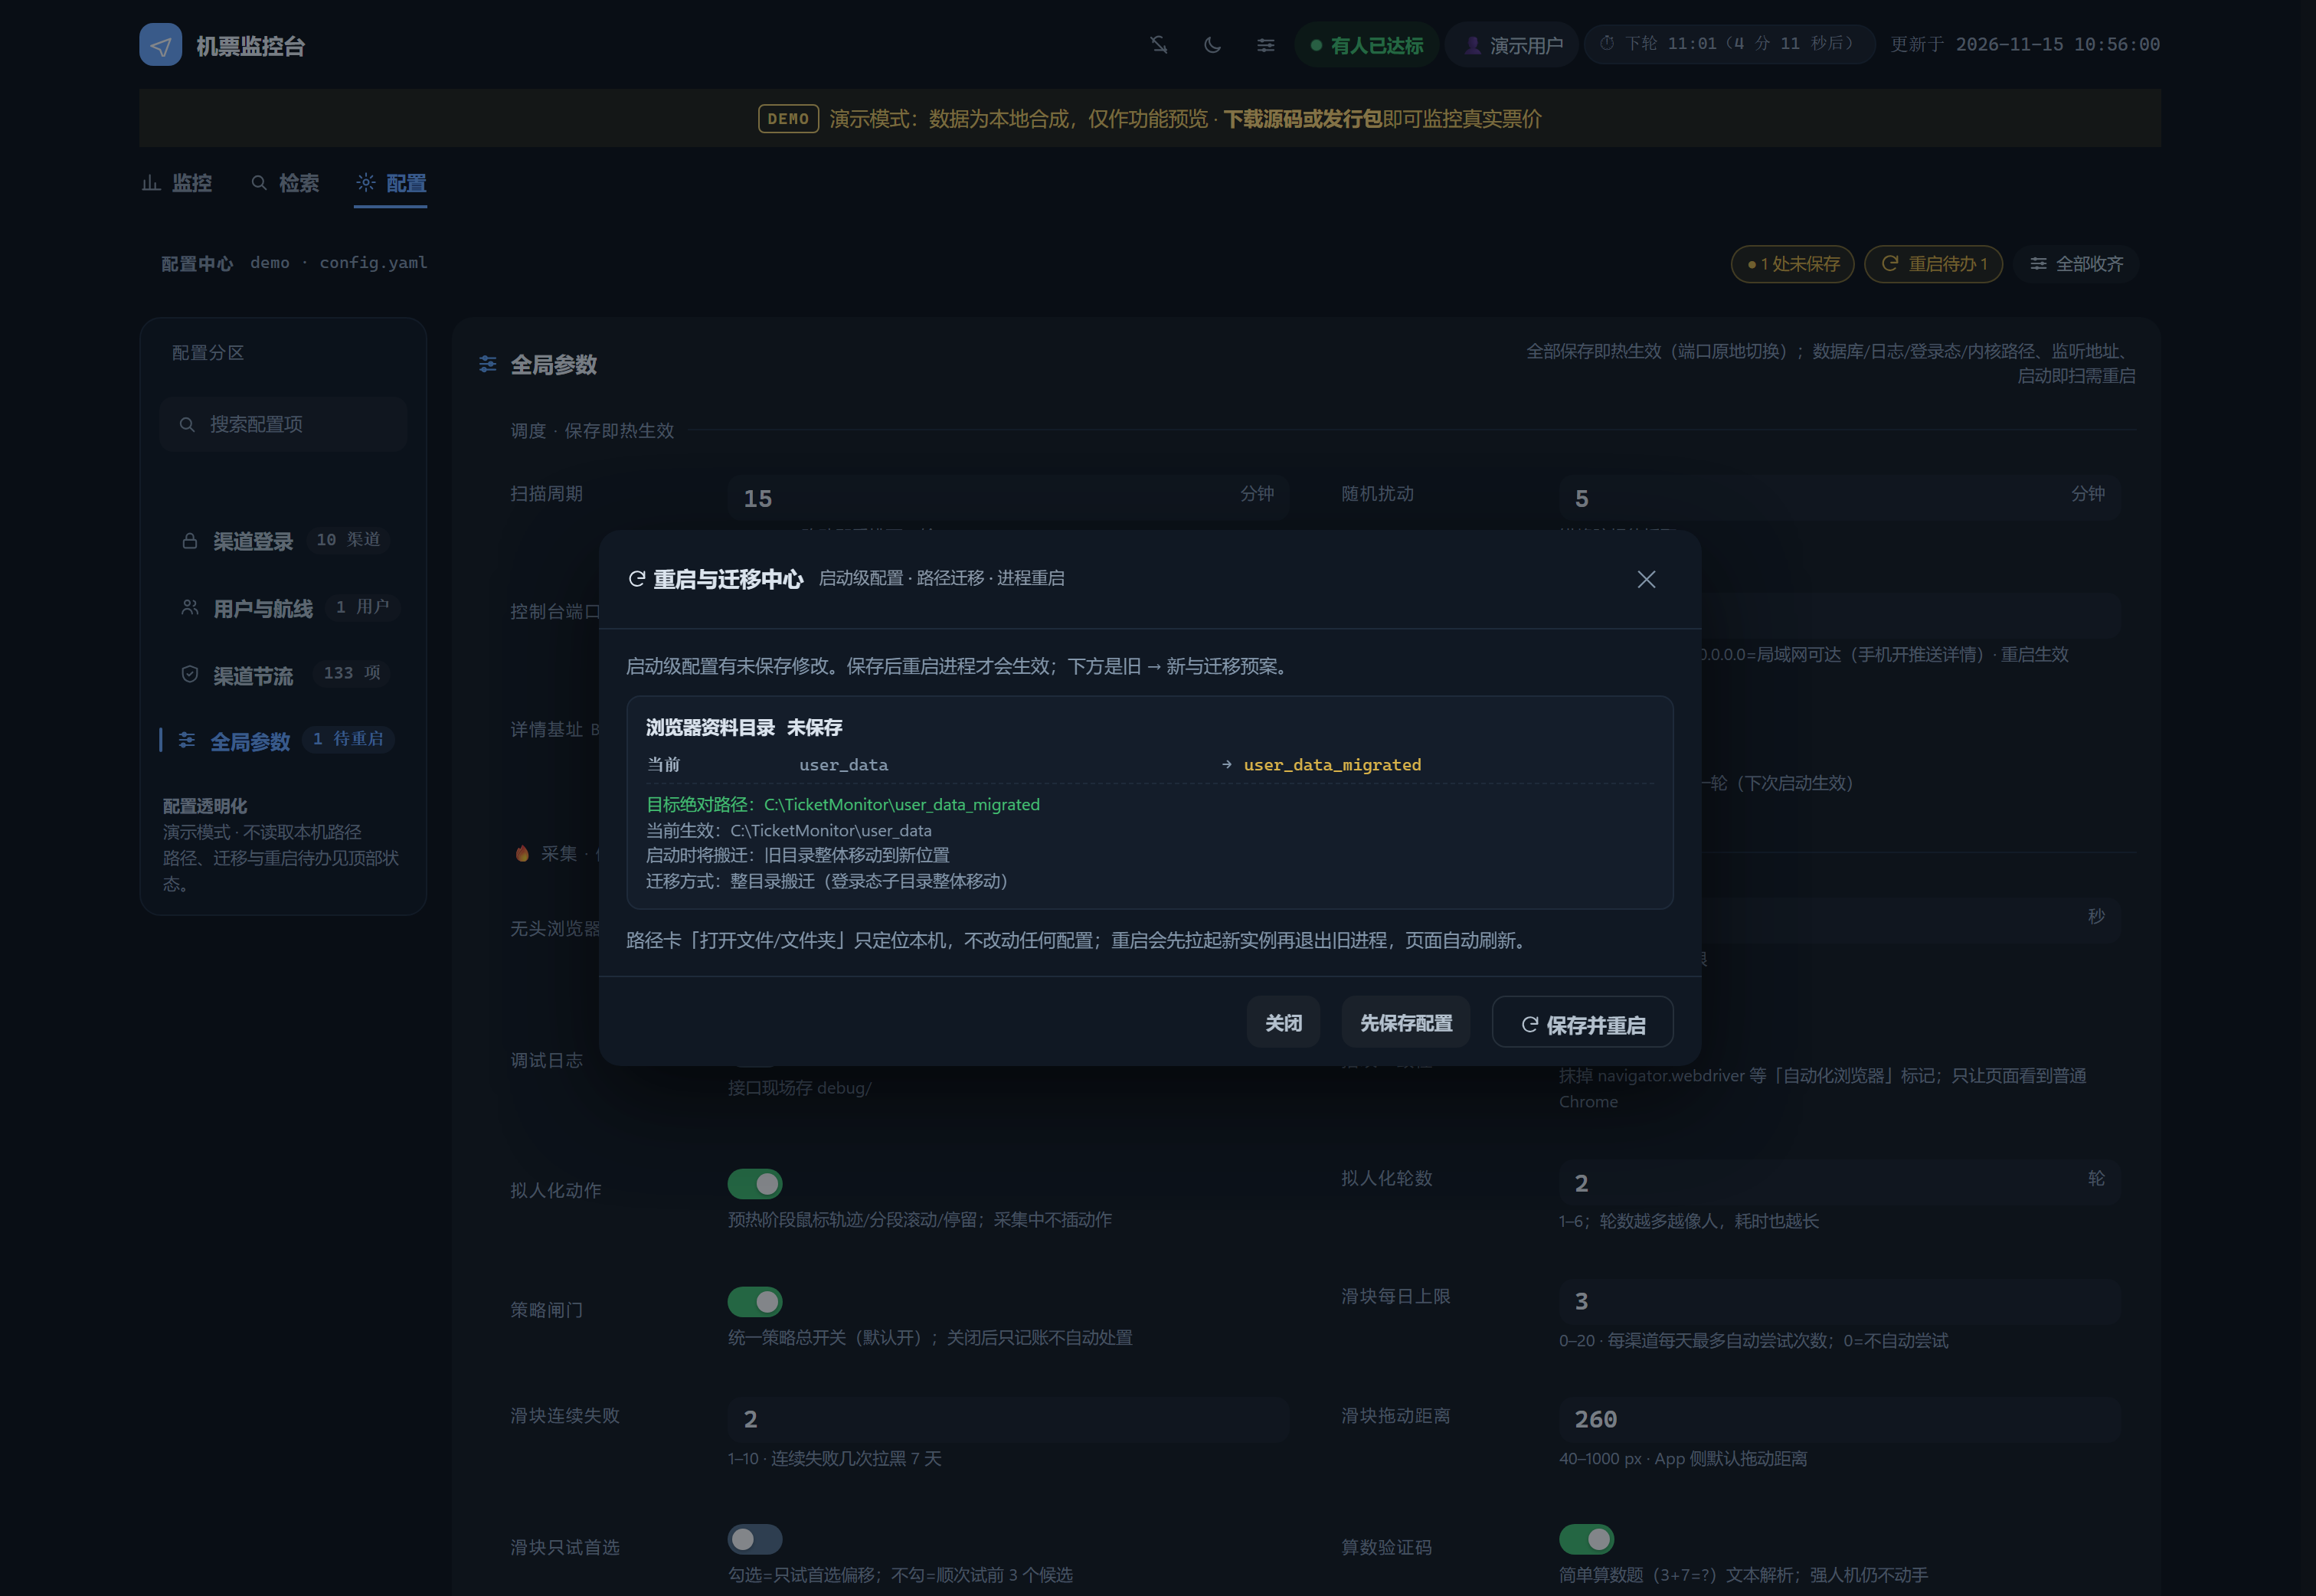 机票监控台
有人已达标
演示用户
下轮 11:01（4 分 11 秒后）
更新于 2026-11-15 10:56:00
DEMO 演示模式：数据为本地合成，仅作功能预览 · 下载源码或发行包即可监控真实票价
监控
检索
配置
配置中心 demo · config.yaml
1 处未保存
重启待办 1
全部收齐
配置分区
搜索配置项
渠道登录 10 渠道
用户与航线 1 用户
渠道节流 133 项
全局参数 1 待重启
配置透明化
演示模式 · 不读取本机路径
路径、迁移与重启待办见顶部状
态。
全局参数
全部保存即热生效（端口原地切换）；数据库/日志/登录态/内核路径、监听地址、
启动即扫需重启
调度 · 保存即热生效
扫描周期 15 分钟
随机扰动 5 分钟
控制台端口
0.0.0.0=局域网可达（手机开推送详情）· 重启生效
详情基址 B
一轮（下次启动生效）
采集 ·
无头浏览器
秒
重启与迁移中心 启动级配置 · 路径迁移 · 进程重启
启动级配置有未保存修改。保存后重启进程才会生效；下方是旧 → 新与迁移预案。
浏览器资料目录 未保存
当前 user_data → user_data_migrated
目标绝对路径：C:\TicketMonitor\user_data_migrated
当前生效：C:\TicketMonitor\user_data
启动时将搬迁：旧目录整体移动到新位置
迁移方式：整目录搬迁（登录态子目录整体移动）
路径卡「打开文件/文件夹」只定位本机，不改动任何配置；重启会先拉起新实例再退出旧进程，页面自动刷新。
关闭
先保存配置
保存并重启
调试日志
接口现场存 debug/
抹掉 navigator.webdriver 等「自动化浏览器」标记；只让页面看到普通
Chrome
拟人化动作
预热阶段鼠标轨迹/分段滚动/停留；采集中不插动作
拟人化轮数 2 轮
1–6；轮数越多越像人，耗时也越长
策略闸门
统一策略总开关（默认开）；关闭后只记账不自动处置
滑块每日上限 3
0–20 · 每渠道每天最多自动尝试次数；0=不自动尝试
滑块连续失败 2
1–10 · 连续失败几次拉黑 7 天
滑块拖动距离 260
40–1000 px · App 侧默认拖动距离
滑块只试首选
勾选=只试首选偏移；不勾=顺次试前 3 个候选
算数验证码
简单算数题（3+7=?）文本解析；强人机仍不动手